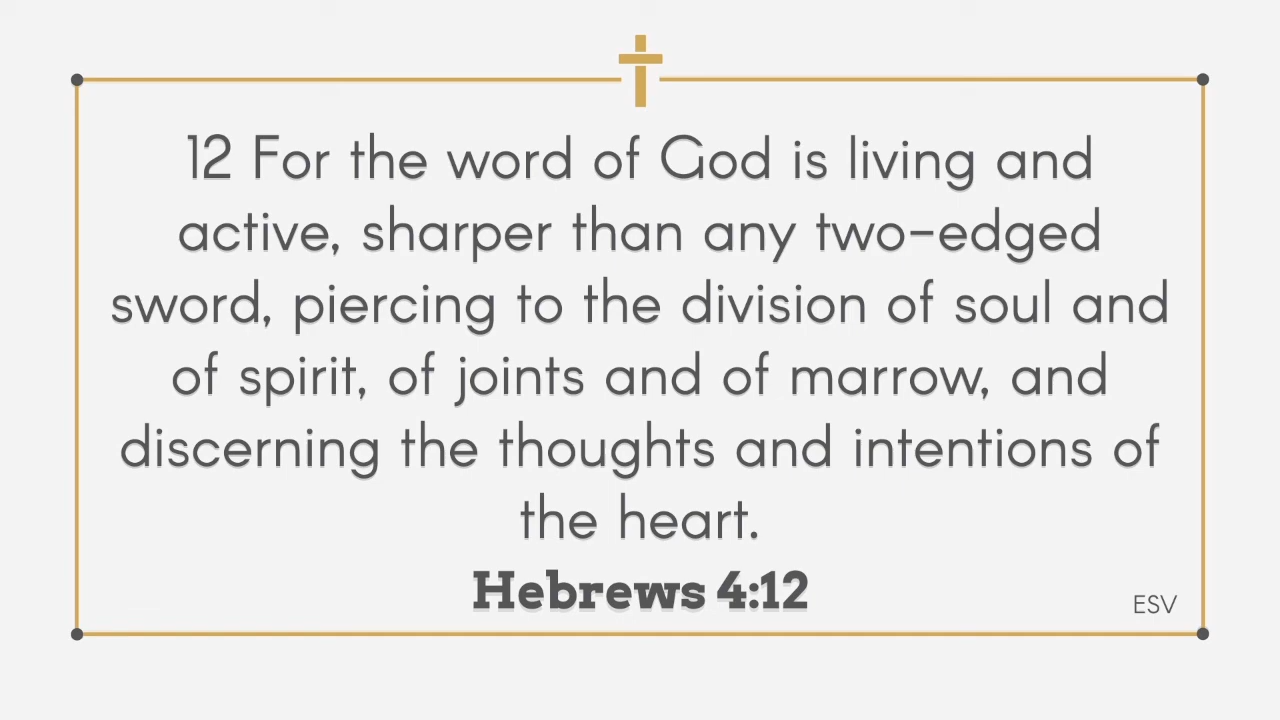 12 For the word of God is living and
active, sharper than any two-edged
sword, piercing to the division of soul and
of spirit, of joints and of marrow, and
discerning the thoughts and intentions of
the heart.
Hebrews 4:12
ESV